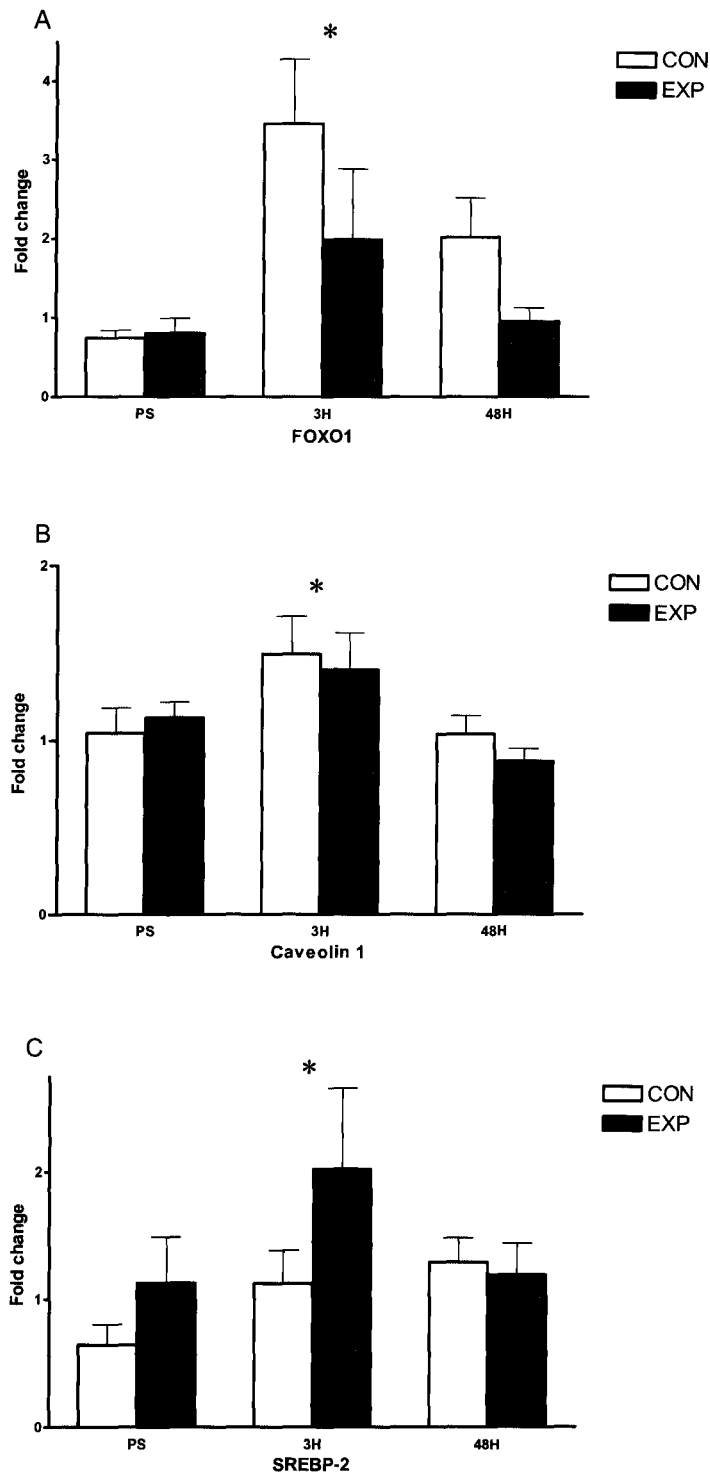 A
*
CON
EXP
4
3
2
1
0
Fold change
PS 3H 48H
FOXO1
B
*
CON
EXP
2
1
0
Fold change
PS 3H 48H
Caveolin 1
C
*
CON
EXP
2
1
0
Fold change
PS 3H 48H
SREBP-2